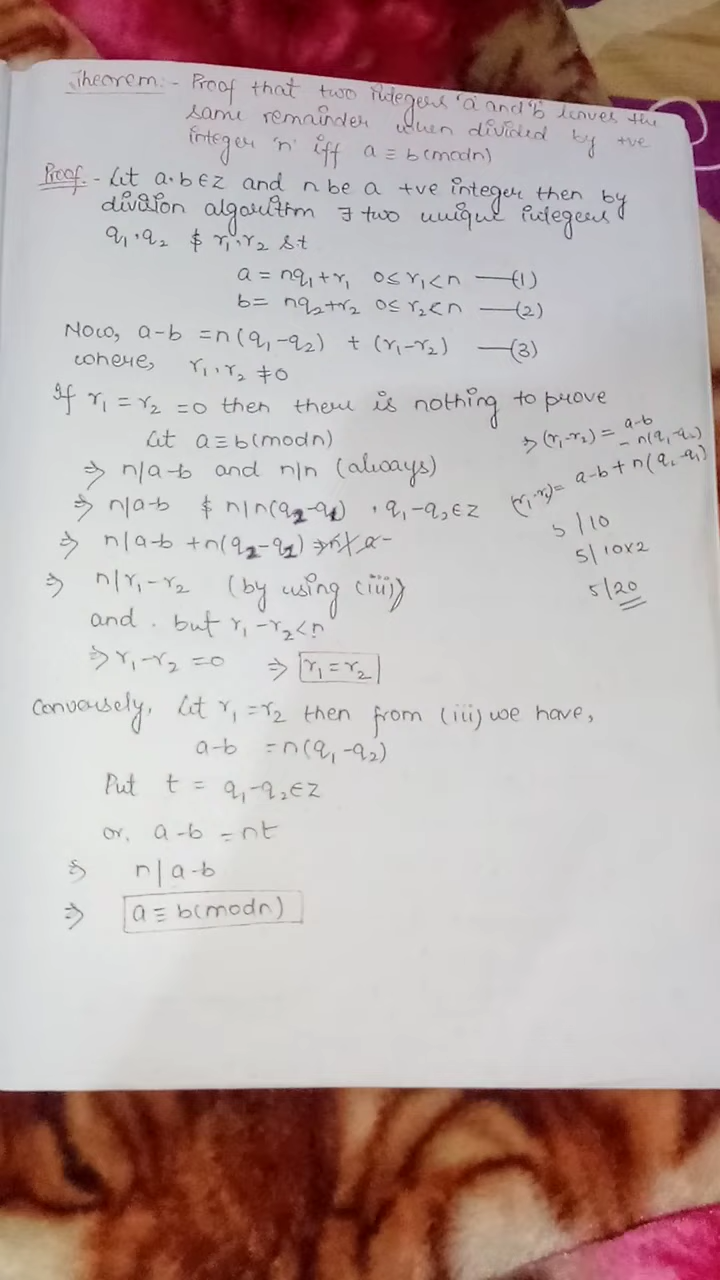 Theorem:- Proof that two integers 'a' and 'b' leaves the
same remainder when divided by +ve
integer 'n' iff a ≡ b(modn)
Proof.- Let a,b∈Z and n be a +ve integer then by
division algorithm ∃ two unique integers
q₁,q₂ & r₁,r₂ st
a = nq₁+r₁ 0≤r₁<n —(1)
b= nq₂+r₂ 0≤r₂<n —(2)
Now, a-b =n(q₁-q₂) + (r₁-r₂) —(3)
where, r₁,r₂ ≠0
If r₁=r₂ =0 then there is nothing to prove
Let a≡b(modn)
⇒ n/a-b and n/n (always)
⇒ n/a-b & n/n(q₂-q₁) , q₁-q₂∈Z
⇒ n/a-b +n(q₂-q₁)
⇒ n/r₁-r₂ (by using (iii))
and . but r₁-r₂<n
⇒ r₁-r₂ =0 ⇒ r₁=r₂
⇒(r₁-r₂) = a-b
-n(q₁-q₂)
(r₁-r₂)= a-b+n(q₂-q₁)
5/10
5/10x2
5/20
Conversely, Let r₁=r₂ then from (iii) we have,
a-b =n(q₁-q₂)
Put t = q₁-q₂∈Z
or, a-b =nt
⇒ n/a-b
⇒ a≡ b(modn)